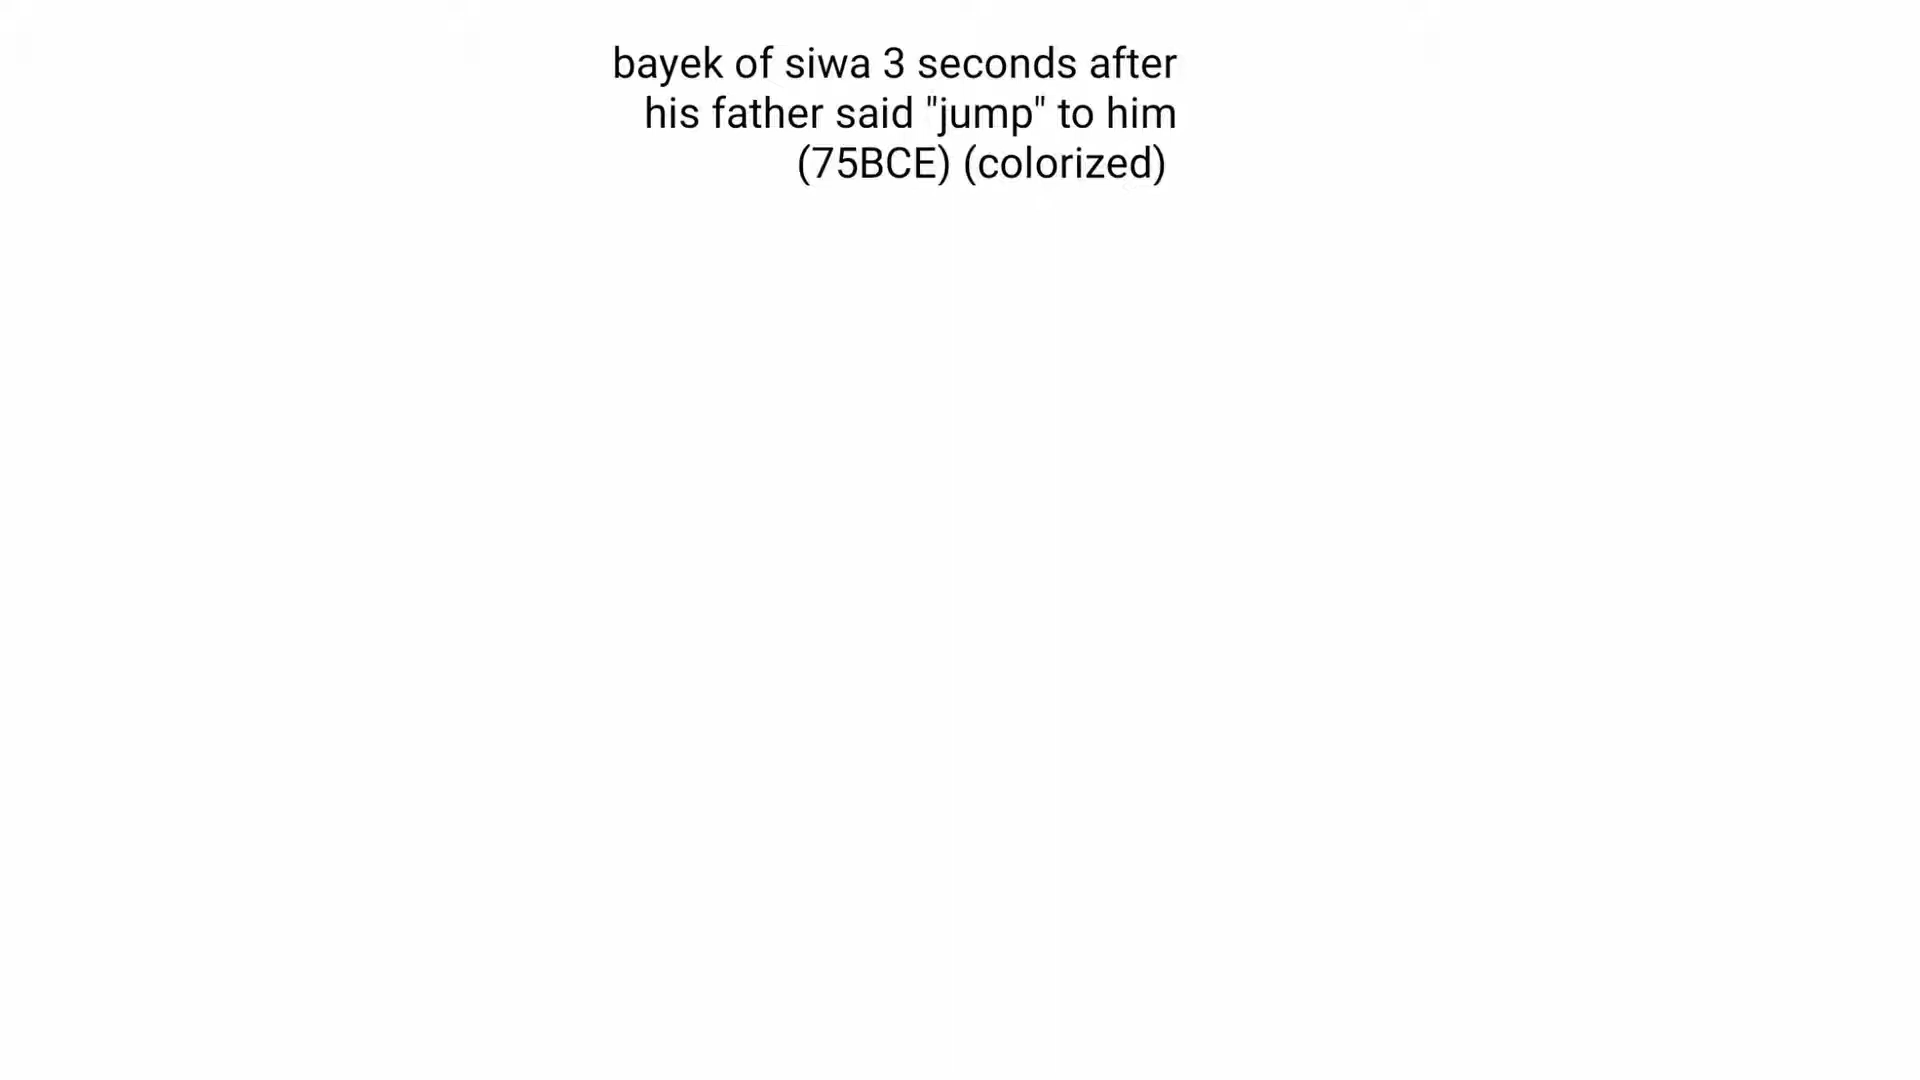 bayek of siwa 3 seconds after
his father said "jump" to him
(75BCE) (colorized)